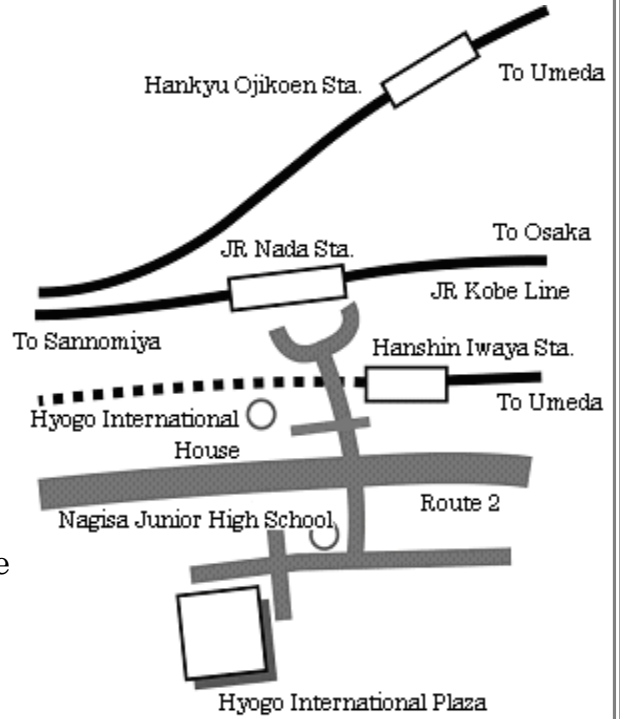 To Umeda
Hankyu Ojikoen Sta.
To Osaka
JR Nada Sta.
JR Kobe Line
To Sannomiya
Hanshin Iwaya Sta.
To Umeda
Hyogo International
House
Route 2
Nagisa Junior High School
e
Hyogo International Plaza